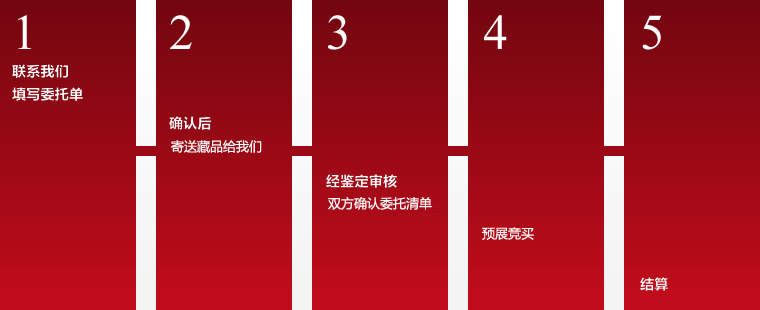 1
联系我们
填写委托单
2
确认后
寄送藏品给我们
3
经鉴定审核
双方确认委托清单
4
预展竞买
5
结算